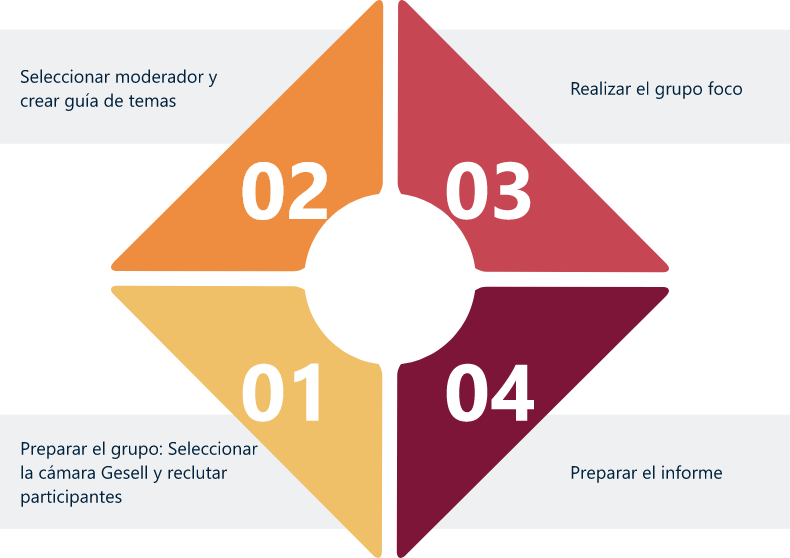 Seleccionar moderador y
crear guía de temas
02
03
Realizar el grupo foco
01
Preparar el grupo: Seleccionar
la cámara Gesell y reclutar
participantes
04
Preparar el informe